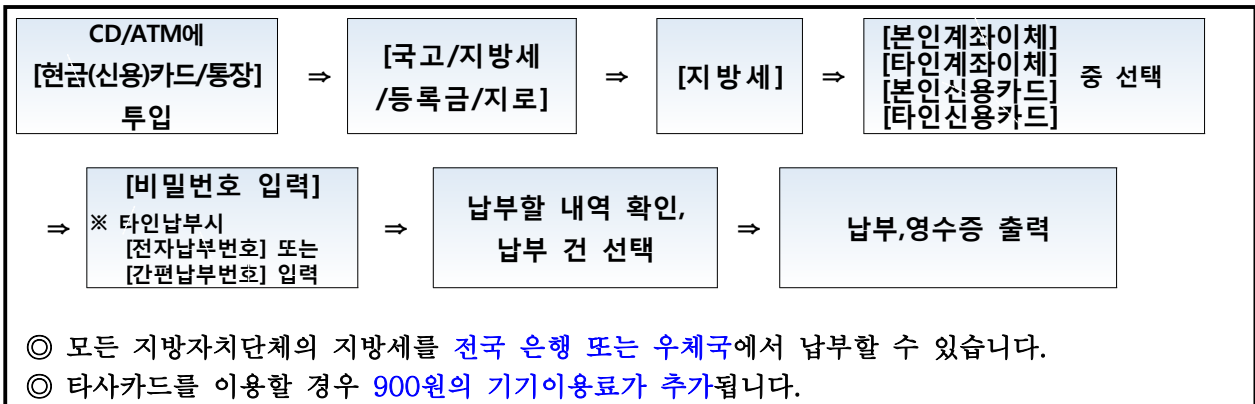 CD/ATM에
[현금(신용)카드/통장]
투입
⇒
[국고/지방세
/등록금/지로]
⇒
[지방세]
⇒
[본인계좌이체]
[타인계좌이체]
[본인신용카드]
[타인신용카드]
중 선택
⇒
[비밀번호 입력]
※ 타인납부시
[전자납부번호] 또는
[간편납부번호] 입력
⇒
납부할 내역 확인,
납부 건 선택
⇒
납부,영수증 출력
◎ 모든 지방자치단체의 지방세를 전국 은행 또는 우체국에서 납부할 수 있습니다.
◎ 타사카드를 이용할 경우 900원의 기기이용료가 추가됩니다.